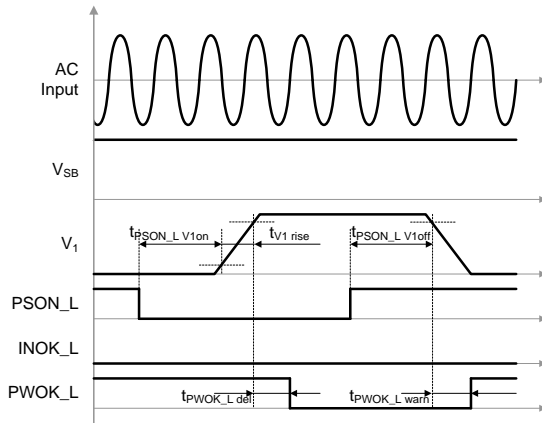 AC
Input
VSB
tPSON_L V1on
tV1 rise
tPSON_L V1off
V1
PSON_L
INOK_L
PWOK_L
tPWOK_L del
tPWOK_L warn